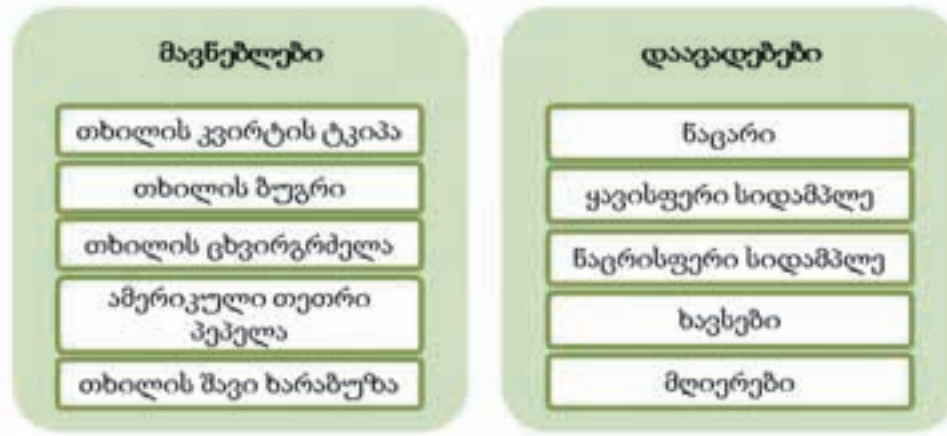 მავნებლები
თხილის კვირტის ტკიპა
თხილის ბუგრი
თხილის ცხვირგრძელა
ამერიკული თეთრი
პეპელა
თხილის შავი ხარაბუზა
დაავადებები
ნაცარი
ყავისფერი სიდამპლე
ნაცრისფერი სიდამპლე
ხავსები
მღიერები